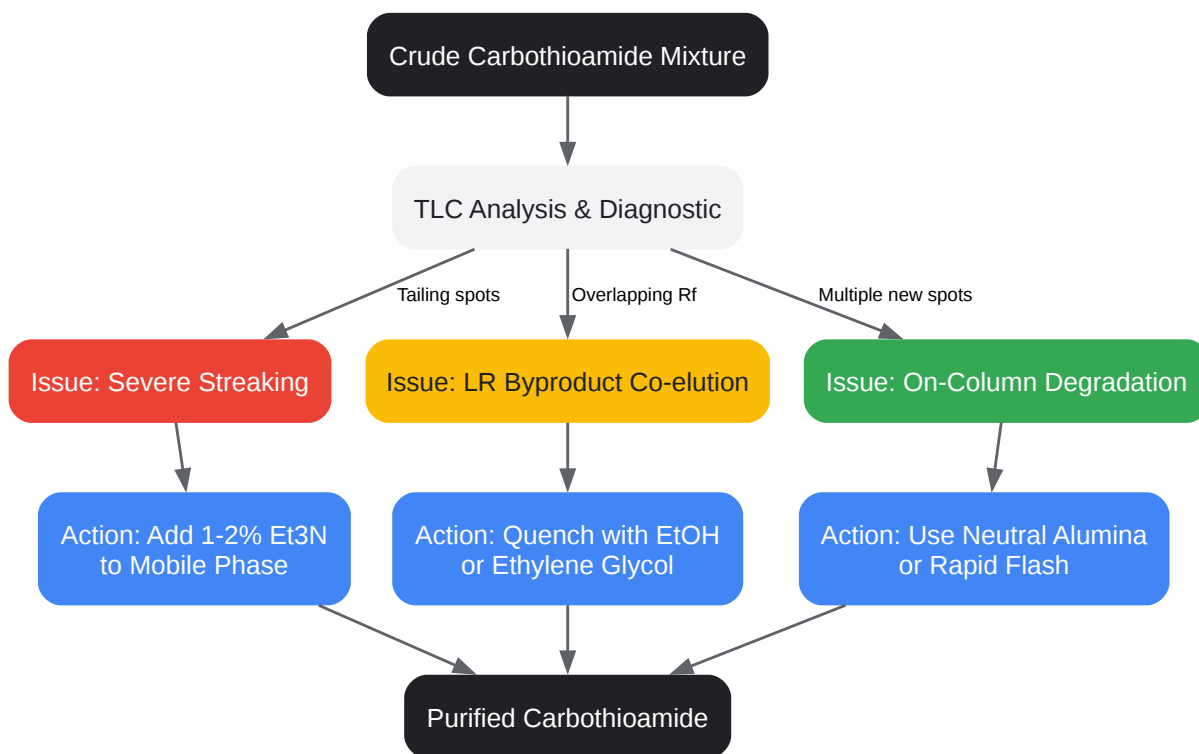 Crude Carbothioamide Mixture
TLC Analysis & Diagnostic
Tailing spots
Overlapping Rf
Multiple new spots
Issue: Severe Streaking
Issue: LR Byproduct Co-elution
Issue: On-Column Degradation
Action: Add 1-2% Et3N
to Mobile Phase
Action: Quench with EtOH
or Ethylene Glycol
Action: Use Neutral Alumina
or Rapid Flash
Purified Carbothioamide